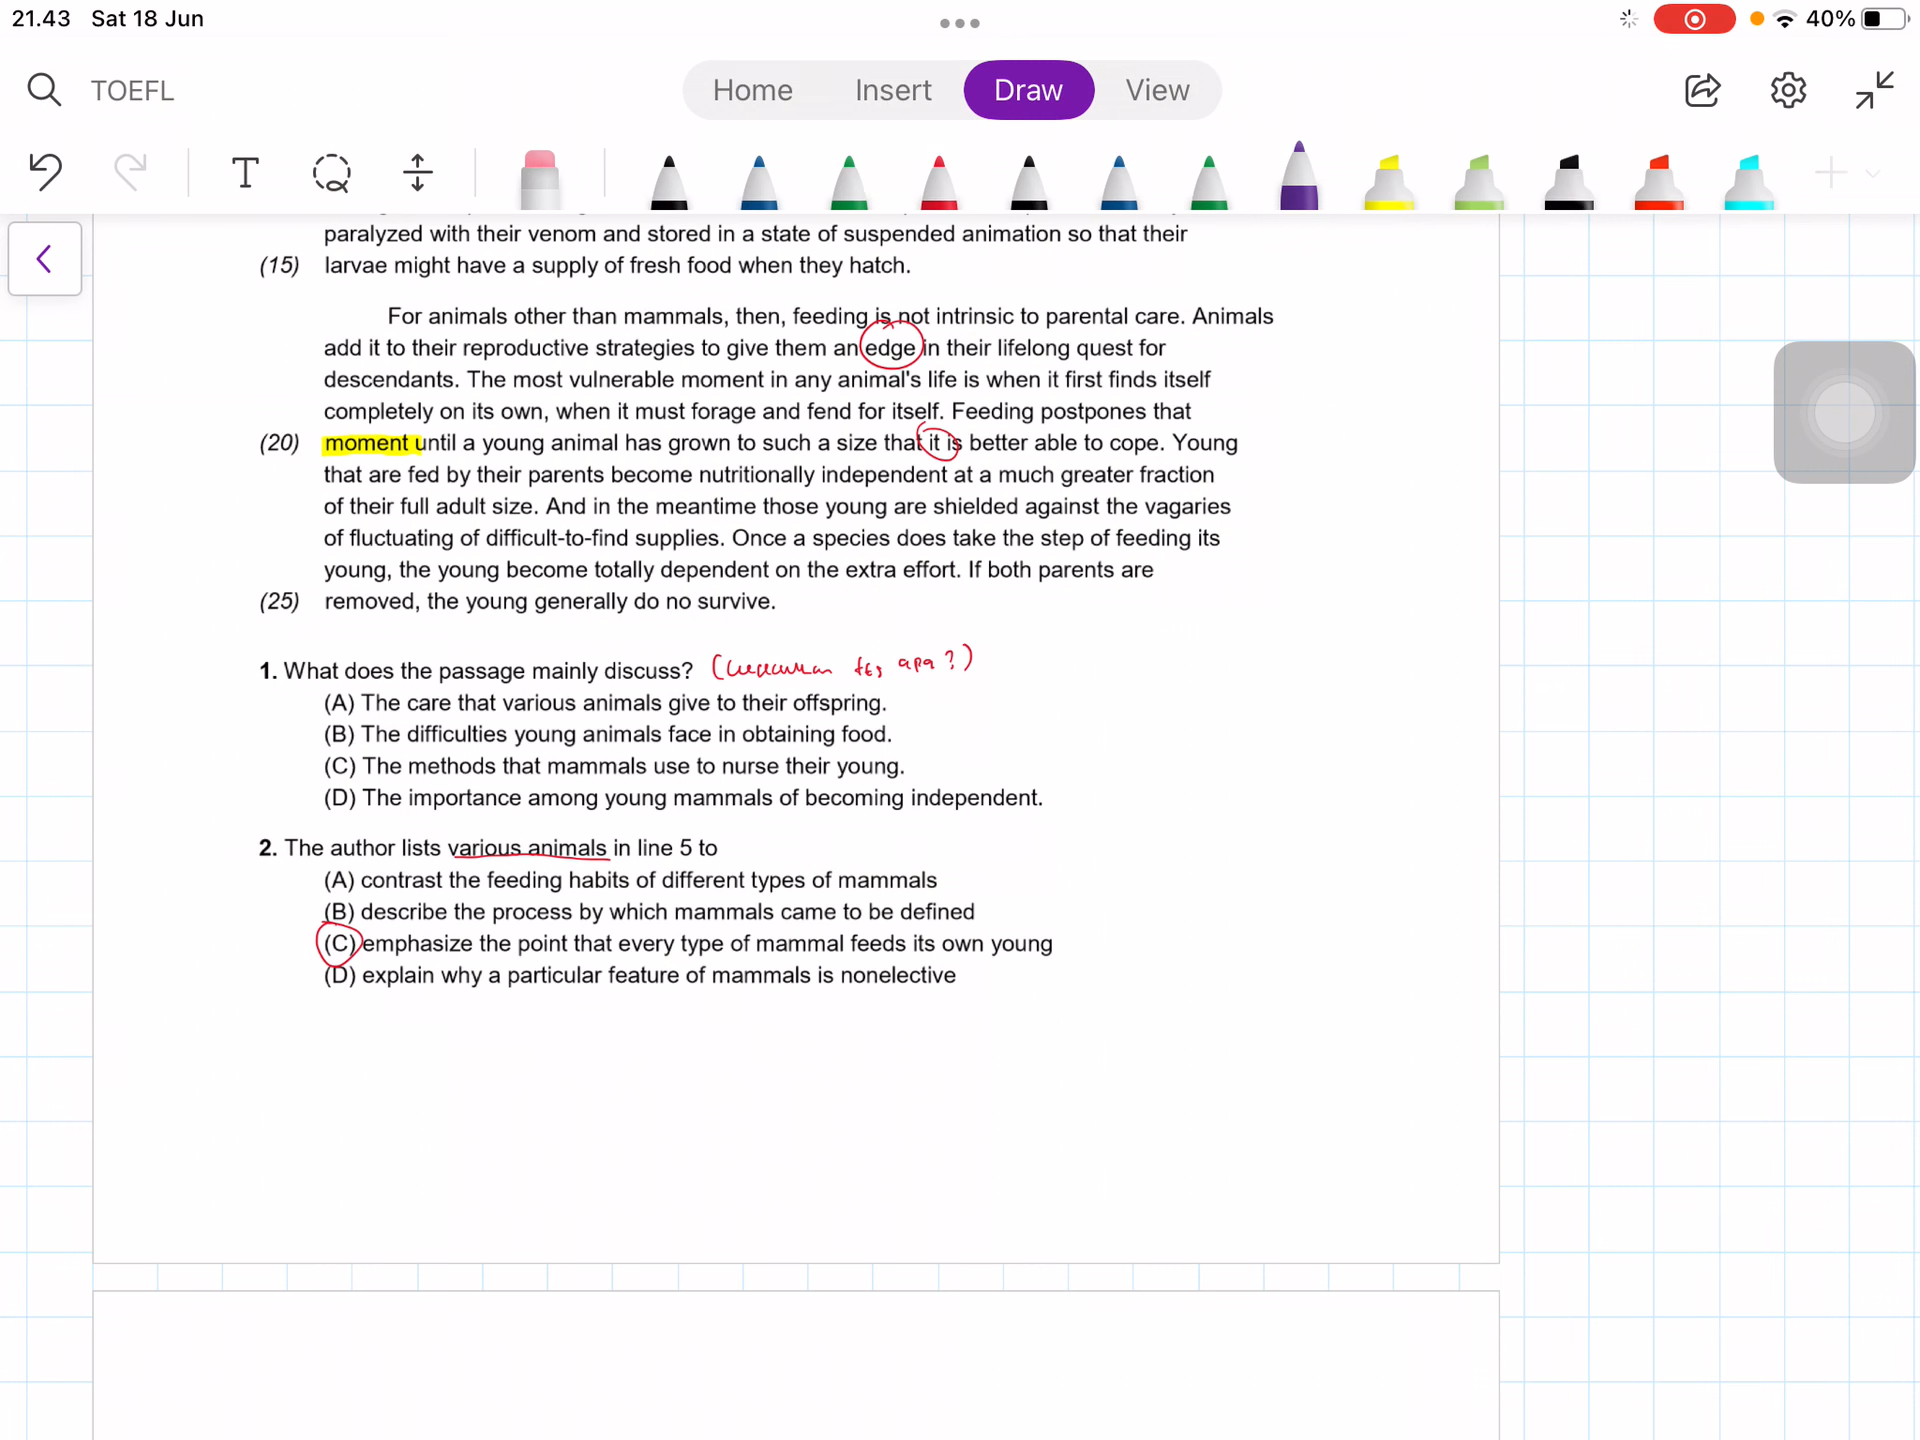 21.43 Sat 18 Jun
40%
TOEFL
Home Insert Draw View
paralyzed with their venom and stored in a state of suspended animation so that their
(15) larvae might have a supply of fresh food when they hatch.
For animals other than mammals, then, feeding is not intrinsic to parental care. Animals
add it to their reproductive strategies to give them an edge in their lifelong quest for
descendants. The most vulnerable moment in any animal's life is when it first finds itself
completely on its own, when it must forage and fend for itself. Feeding postpones that
(20) moment until a young animal has grown to such a size that it is better able to cope. Young
that are fed by their parents become nutritionally independent at a much greater fraction
of their full adult size. And in the meantime those young are shielded against the vagaries
of fluctuating of difficult-to-find supplies. Once a species does take the step of feeding its
young, the young become totally dependent on the extra effort. If both parents are
(25) removed, the young generally do no survive.
1. What does the passage mainly discuss? ( apa ?)
(A) The care that various animals give to their offspring.
(B) The difficulties young animals face in obtaining food.
(C) The methods that mammals use to nurse their young.
(D) The importance among young mammals of becoming independent.
2. The author lists various animals in line 5 to
(A) contrast the feeding habits of different types of mammals
(B) describe the process by which mammals came to be defined
(C) emphasize the point that every type of mammal feeds its own young
(D) explain why a particular feature of mammals is nonelective